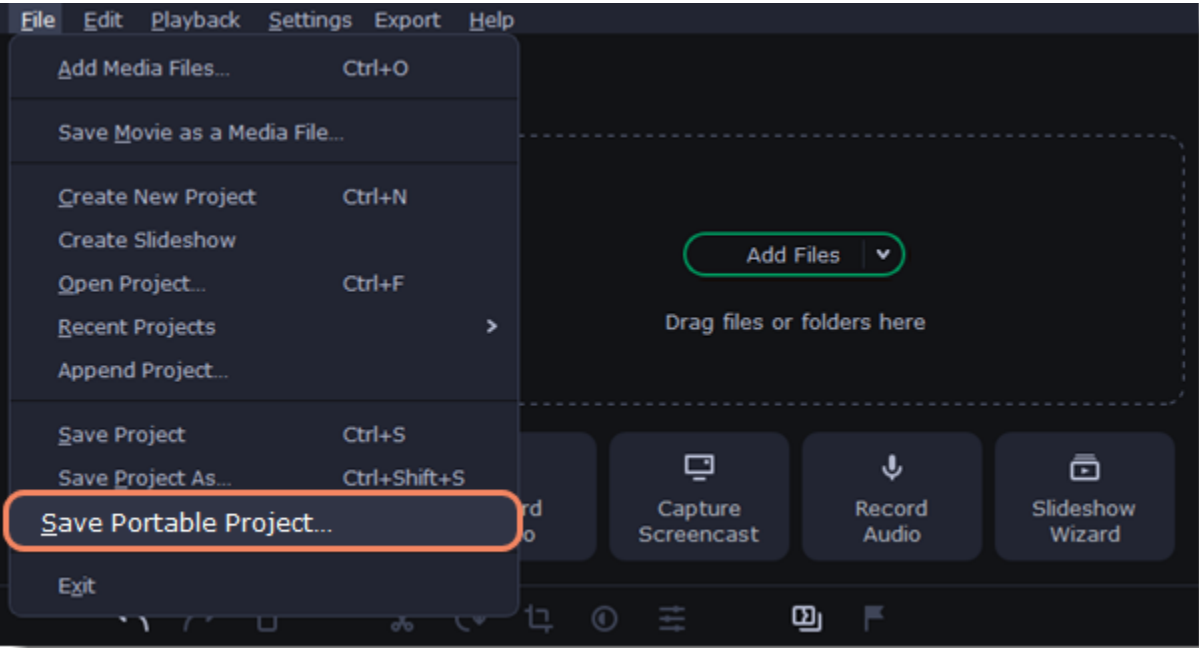 File Edit Playback Settings Export Help
Add Media Files... Ctrl+O
Save Movie as a Media File...
Create New Project Ctrl+N
Create Slideshow
Open Project... Ctrl+F
Recent Projects
Append Project...
Save Project Ctrl+S
Save Project As... Ctrl+Shift+S
Save Portable Project...
Exit
Add Files
Drag files or folders here
Capture
Screencast
Record
Audio
Slideshow
Wizard